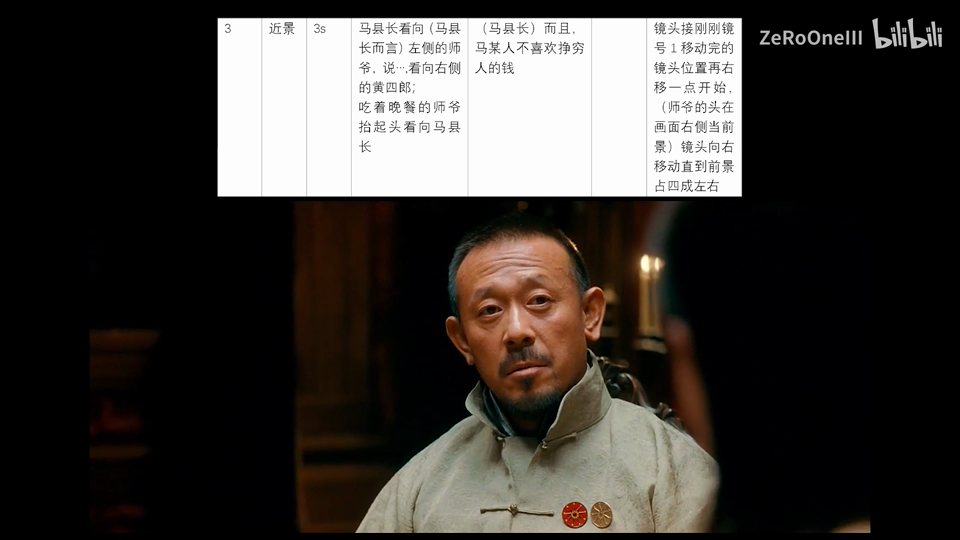 3
近景
3s
马县长看向（马县
长而言）左侧的师
爷，说…,看向右侧
的黄四郎；
吃着晚餐的师爷
抬起头看向马县
长
（马县长）而且，
马某人不喜欢挣穷
人的钱
镜头接刚刚镜
号 1 移动完的
镜头位置再右
移一点开始，
（师爷的头在
画面右侧当前
景）镜头向右
移动直到前景
占四成左右
ZeRoOneIII bilibili